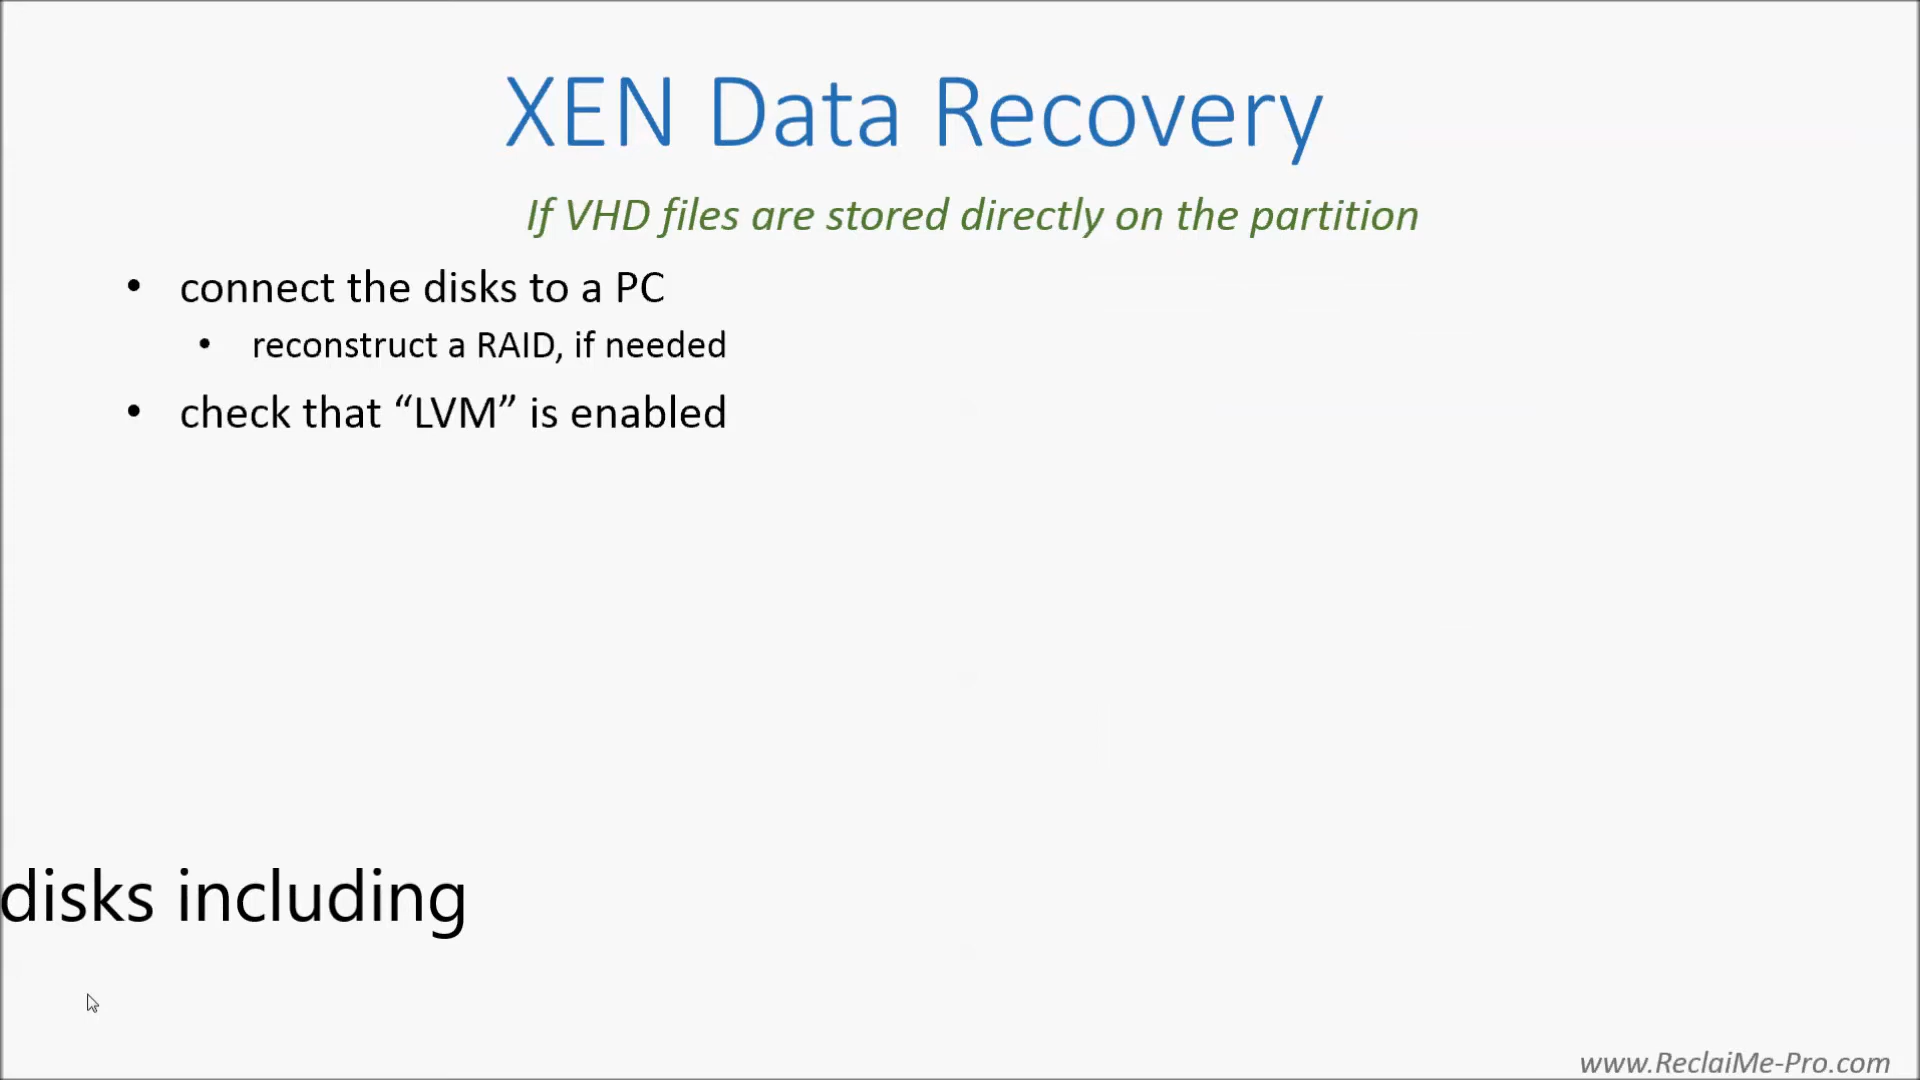 XEN Data Recovery
If VHD files are stored directly on the partition
• connect the disks to a PC
• reconstruct a RAID, if needed
• check that “LVM” is enabled
disks including
www.ReclaiMe-Pro.com